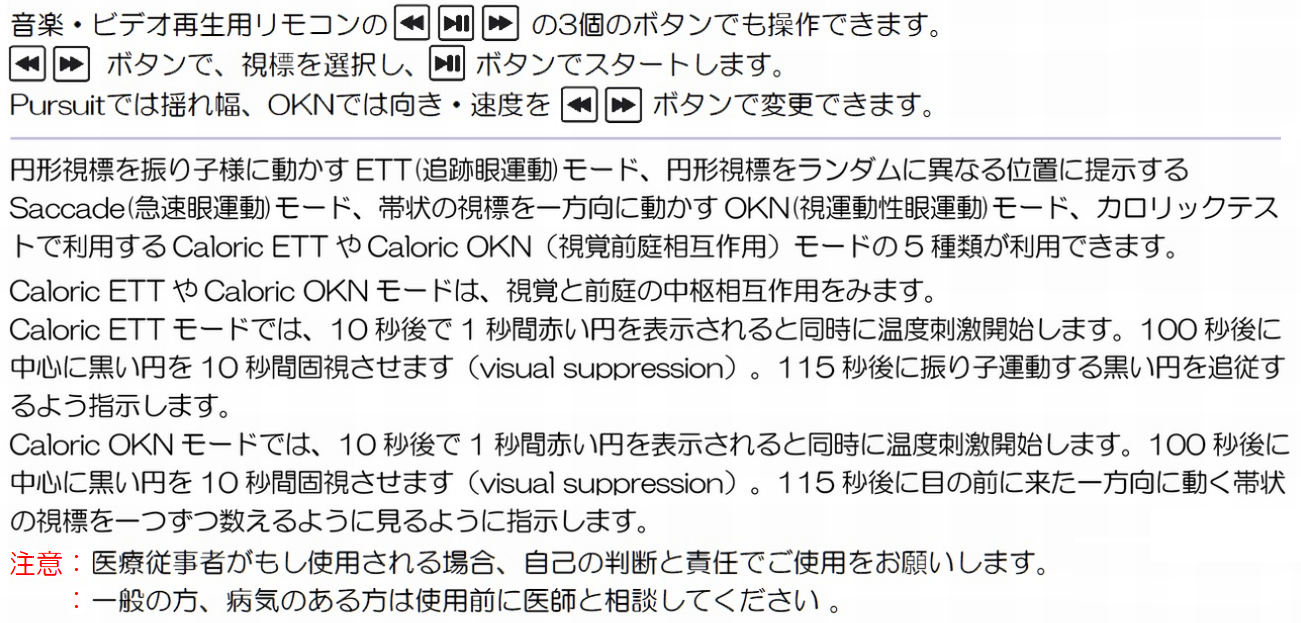 音楽・ビデオ再生用リモコンの ⏪ ⏯ ⏩ の3個のボタンでも操作できます。
⏪ ⏩ ボタンで、視標を選択し、⏯ ボタンでスタートします。
Pursuitでは揺れ幅、OKNでは向き・速度を ⏪ ⏩ ボタンで変更できます。
円形視標を振り子様に動かす ETT(追跡眼運動)モード、円形視標をランダムに異なる位置に提示する
Saccade(急速眼運動)モード、帯状の視標を一方向に動かす OKN(視運動性眼運動)モード、カロリックテス
トで利用する Caloric ETT や Caloric OKN（視覚前庭相互作用）モードの 5 種類が利用できます。
Caloric ETT や Caloric OKN モードは、視覚と前庭の中枢相互作用をみます。
Caloric ETT モードでは、10 秒後で 1 秒間赤い円を表示されると同時に温度刺激開始します。100 秒後に
中心に黒い円を 10 秒間固視させます（visual suppression）。115 秒後に振り子運動する黒い円を追従す
るよう指示します。
Caloric OKN モードでは、10 秒後で 1 秒間赤い円を表示されると同時に温度刺激開始します。100 秒後に
中心に黒い円を 10 秒間固視させます（visual suppression）。115 秒後に目の前に来た一方向に動く帯状
の視標を一つずつ数えるように見るように指示します。
注意：医療従事者がもし使用される場合、自己の判断と責任でご使用をお願いします。
：一般の方、病気のある方は使用前に医師と相談してください 。